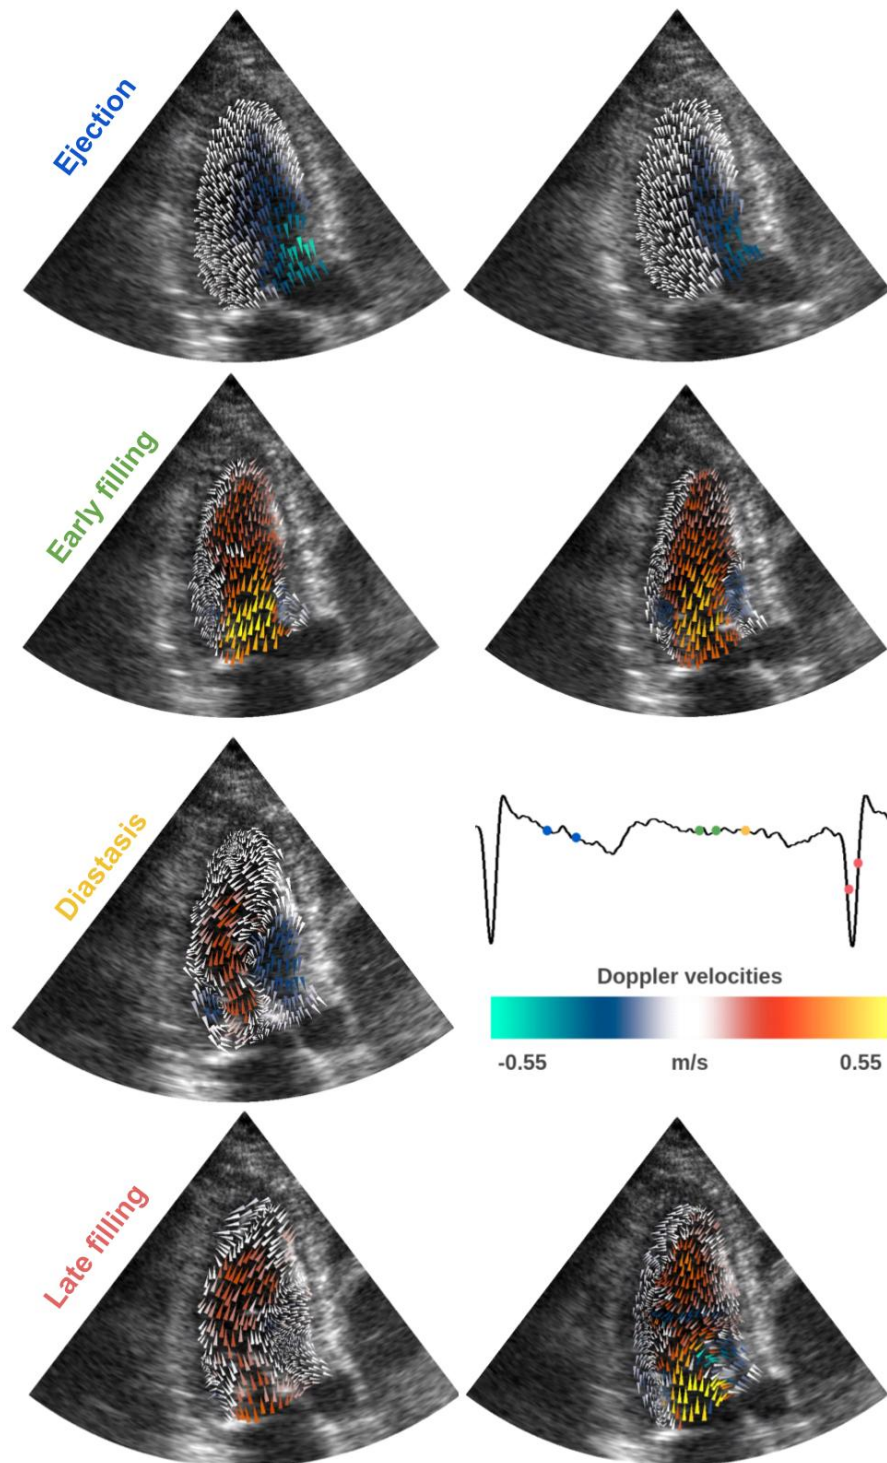 Ejection
Early filling
Diastasis
Doppler velocities
-0.55 m/s 0.55
Late filling